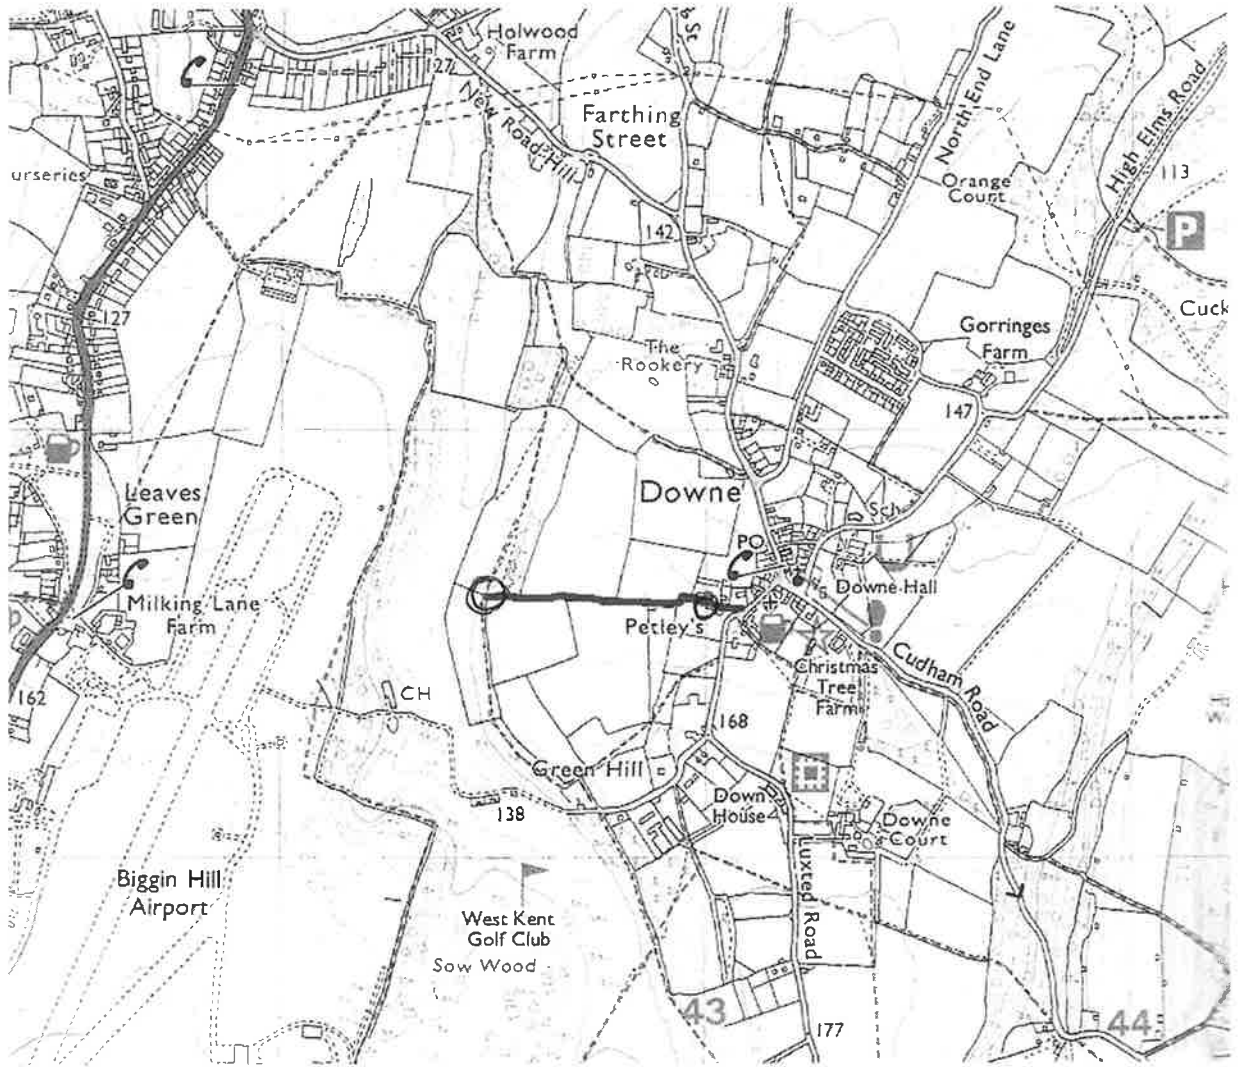 Holwood
Farm
St
127
New Road Hill
Farthing
Street
North End Lane
High Elms Road
113
urseries
Orange
Court
P
142
127
Cuck
Gorringes
Farm
The
Rookery
147
Leaves
Green
Downe
Sch
PO
Milking Lane
Farm
Downe Hall
Petley's
Cudham Road
Christmas
Tree
Farm
162
CH
168
Green Hill
Down
House
138
Downe
Court
Luxted Road
Biggin Hill
Airport
West Kent
Golf Club
Sow Wood
43
44
177